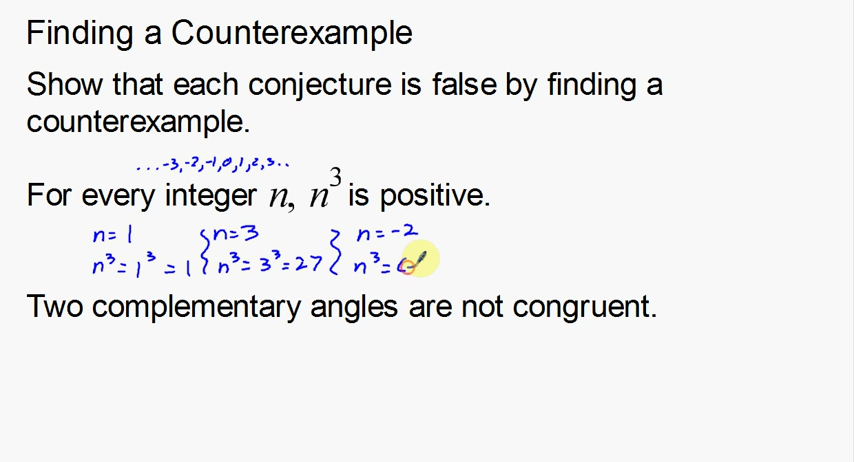 Finding a Counterexample
Show that each conjecture is false by finding a
counterexample.
...-3,-2,-1,0,1,2,3..
For every integer n, n³ is positive.
n=1 { n=3 } n=-2
n³=1³=1 { n³=3³=27 } n³=(-
Two complementary angles are not congruent.